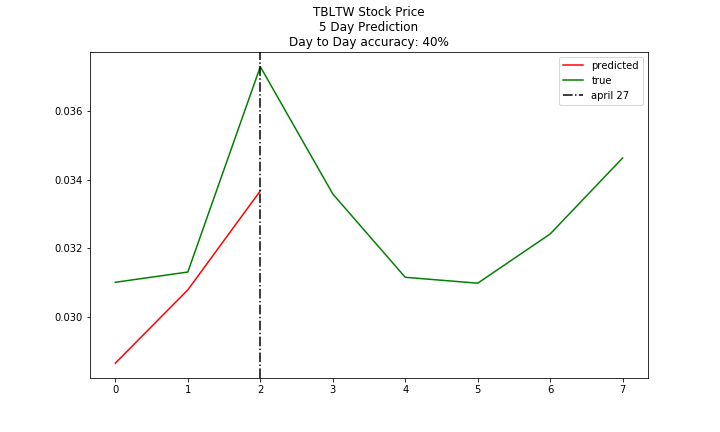 TBLTW Stock Price
5 Day Prediction
Day to Day accuracy: 40%
predicted
true
april 27
0.036
0.034
0.032
0.030
0 1 2 3 4 5 6 7